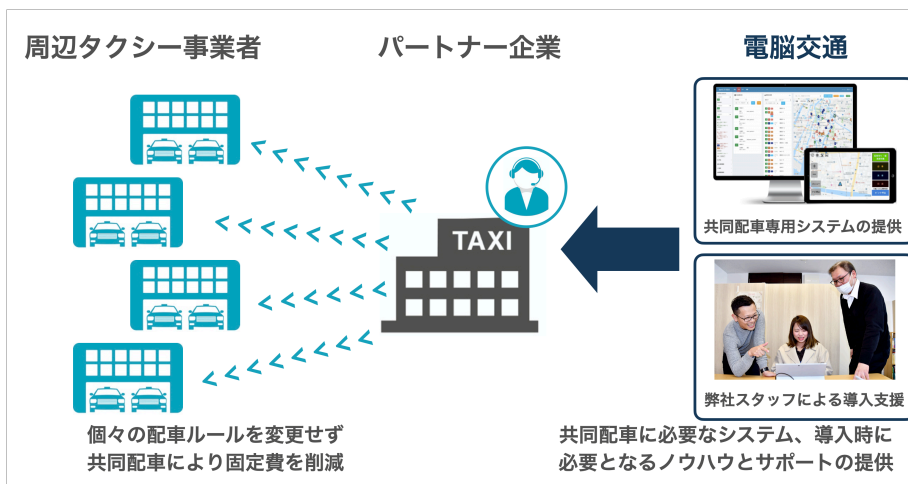 周辺タクシー事業者
パートナー企業
電脳交通
TAXI
共同配車専用システムの提供
弊社スタッフによる導入支援
個々の配車ルールを変更せず
共同配車により固定費を削減
共同配車に必要なシステム、導入時に
必要となるノウハウとサポートの提供